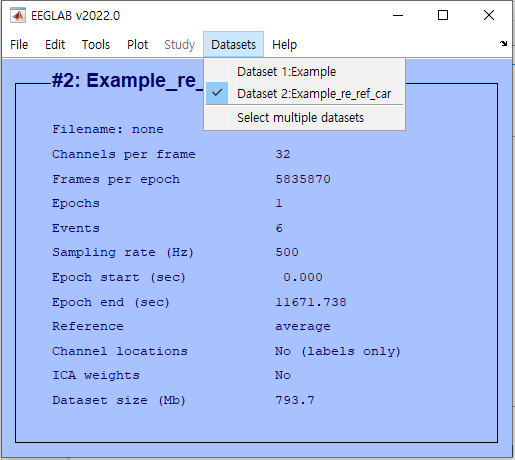 EEGLAB v2022.0
File Edit Tools Plot Study Datasets Help
Dataset 1:Example
Dataset 2:Example_re_ref_car
Select multiple datasets
#2: Example_re_
Filename: none
Channels per frame 32
Frames per epoch 5835870
Epochs 1
Events 6
Sampling rate (Hz) 500
Epoch start (sec) 0.000
Epoch end (sec) 11671.738
Reference average
Channel locations No (labels only)
ICA weights No
Dataset size (Mb) 793.7